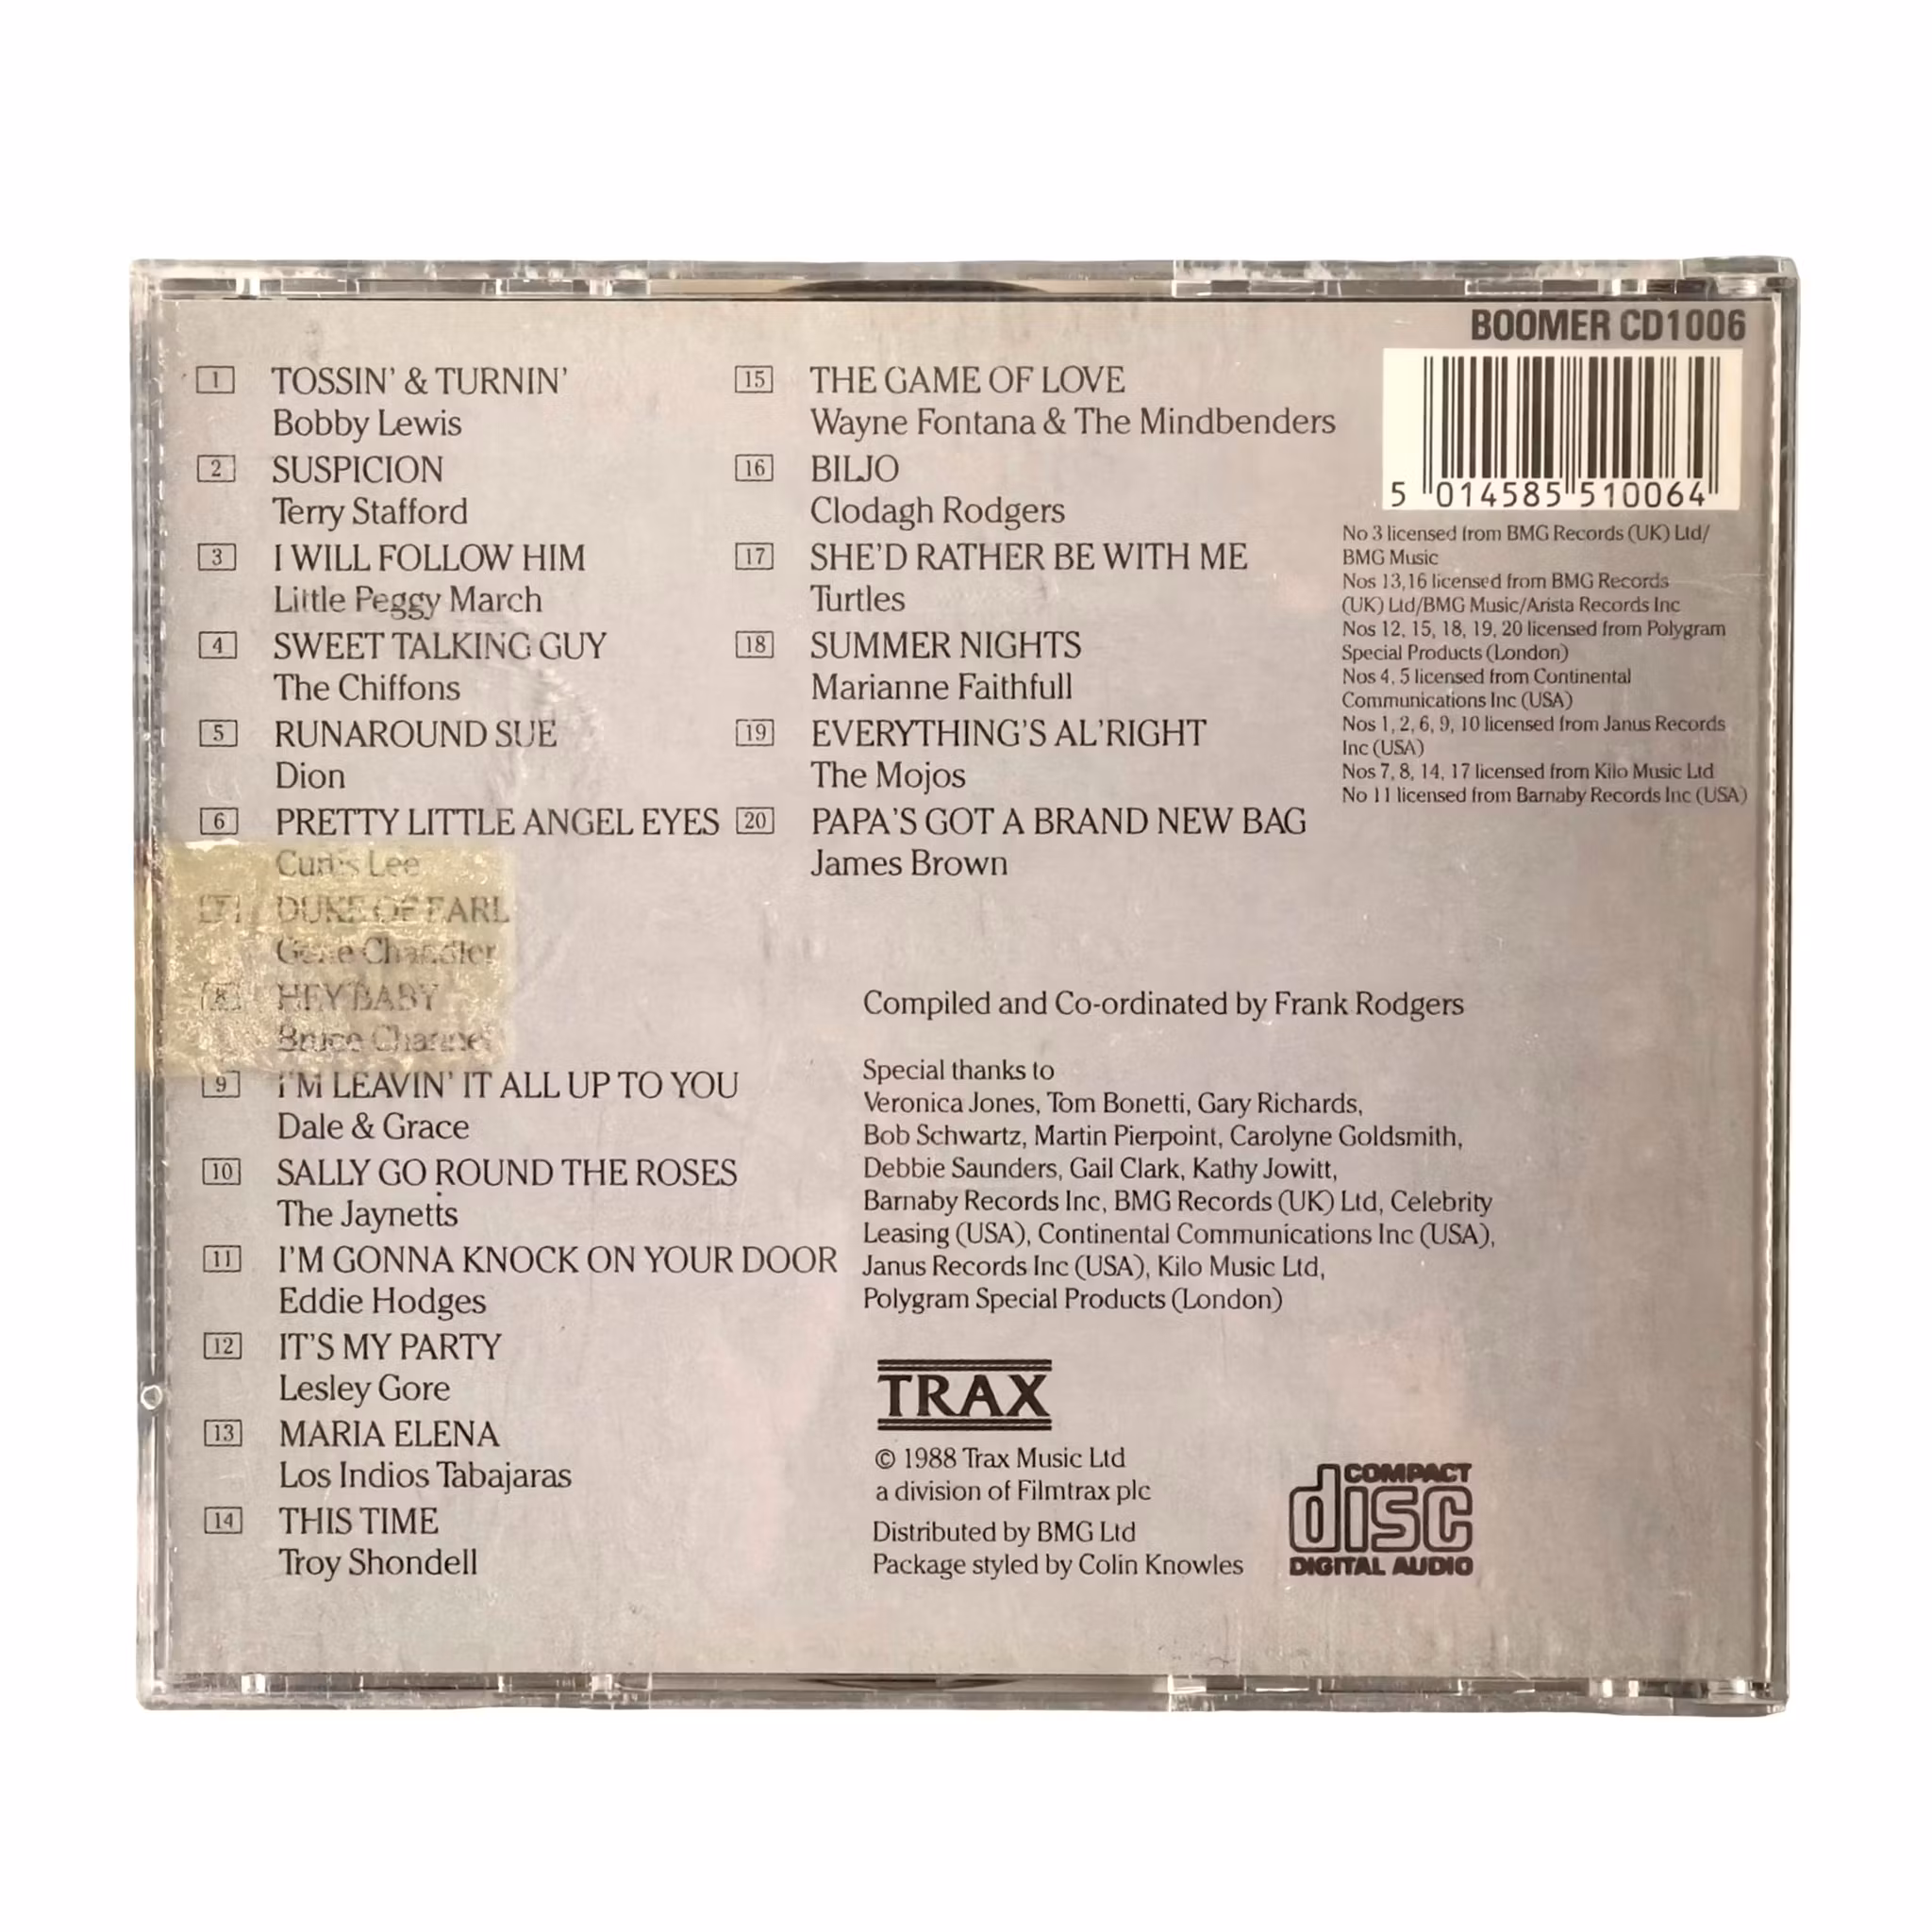 BOOMER CD1006
1 TOSSIN' & TURNIN'
Bobby Lewis
2 SUSPICION
Terry Stafford
3 I WILL FOLLOW HIM
Little Peggy March
4 SWEET TALKING GUY
The Chiffons
5 RUNAROUND SUE
Dion
6 PRETTY LITTLE ANGEL EYES
Curtis Lee
7 DUKE OF EARL
Gene Chandler
8 HEY BABY
Bruce Channel
9 I'M LEAVIN' IT ALL UP TO YOU
Dale & Grace
10 SALLY GO ROUND THE ROSES
The Jaynetts
11 I'M GONNA KNOCK ON YOUR DOOR
Eddie Hodges
12 IT'S MY PARTY
Lesley Gore
13 MARIA ELENA
Los Indios Tabajaras
14 THIS TIME
Troy Shondell
15 THE GAME OF LOVE
Wayne Fontana & The Mindbenders
16 BILJO
Clodagh Rodgers
17 SHE'D RATHER BE WITH ME
Turtles
18 SUMMER NIGHTS
Marianne Faithfull
19 EVERYTHING'S AL'RIGHT
The Mojos
20 PAPA'S GOT A BRAND NEW BAG
James Brown
5 014585 510064
No 3 licensed from BMG Records (UK) Ltd/
BMG Music
Nos 13,16 licensed from BMG Records
(UK) Ltd/BMG Music/Arista Records Inc
Nos 12, 15, 18, 19, 20 licensed from Polygram
Special Products (London)
Nos 4, 5 licensed from Continental
Communications Inc (USA)
Nos 1, 2, 6, 9, 10 licensed from Janus Records
Inc (USA)
Nos 7, 8, 14, 17 licensed from Kilo Music Ltd
No 11 licensed from Barnaby Records Inc (USA)
Compiled and Co-ordinated by Frank Rodgers
Special thanks to
Veronica Jones, Tom Bonetti, Gary Richards,
Bob Schwartz, Martin Pierpoint, Carolyne Goldsmith,
Debbie Saunders, Gail Clark, Kathy Jowitt,
Barnaby Records Inc, BMG Records (UK) Ltd, Celebrity
Leasing (USA), Continental Communications Inc (USA),
Janus Records Inc (USA), Kilo Music Ltd,
Polygram Special Products (London)
TRAX
© 1988 Trax Music Ltd
a division of Filmtrax plc
Distributed by BMG Ltd
Package styled by Colin Knowles
COMPACT
disc
DIGITAL AUDIO